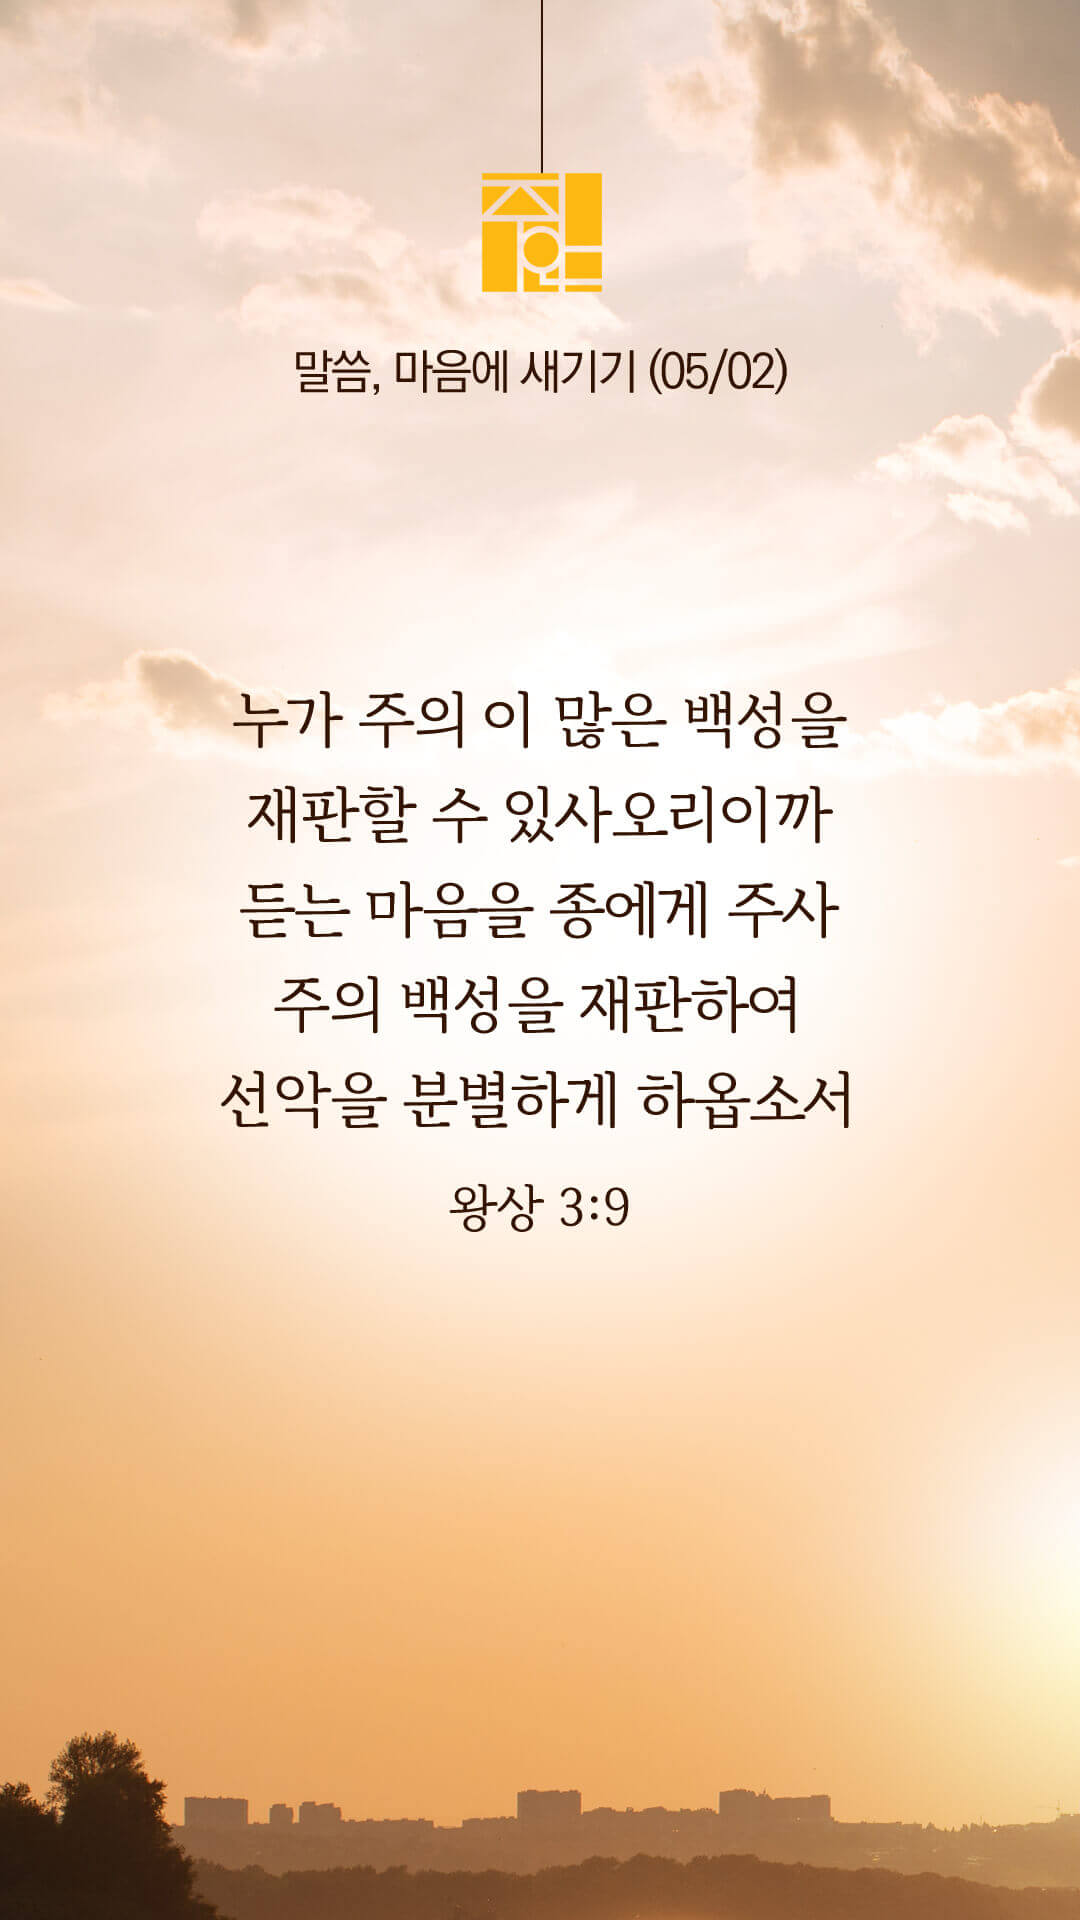 증인
말씀, 마음에 새기기 (05/02)
누가 주의 이 많은 백성을
재판할 수 있사오리이까
듣는 마음을 종에게 주사
주의 백성을 재판하여
선악을 분별하게 하옵소서
왕상 3:9